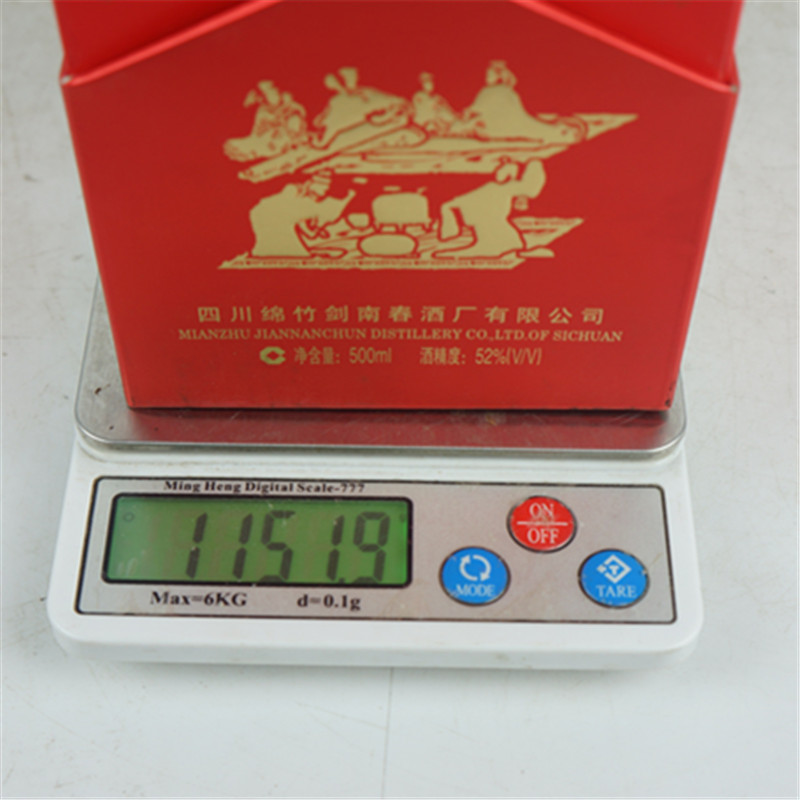 四川绵竹剑南春酒厂有限公司
MIANZHU JIANNANCHUN DISTILLERY CO.,LTD.OF SICHUAN
净含量：500ml 酒精度：52%(V/V)
Ming Heng Digital Scale-777
1151.9
Max=6KG d=0.1g
ON
OFF
MODE
TARE